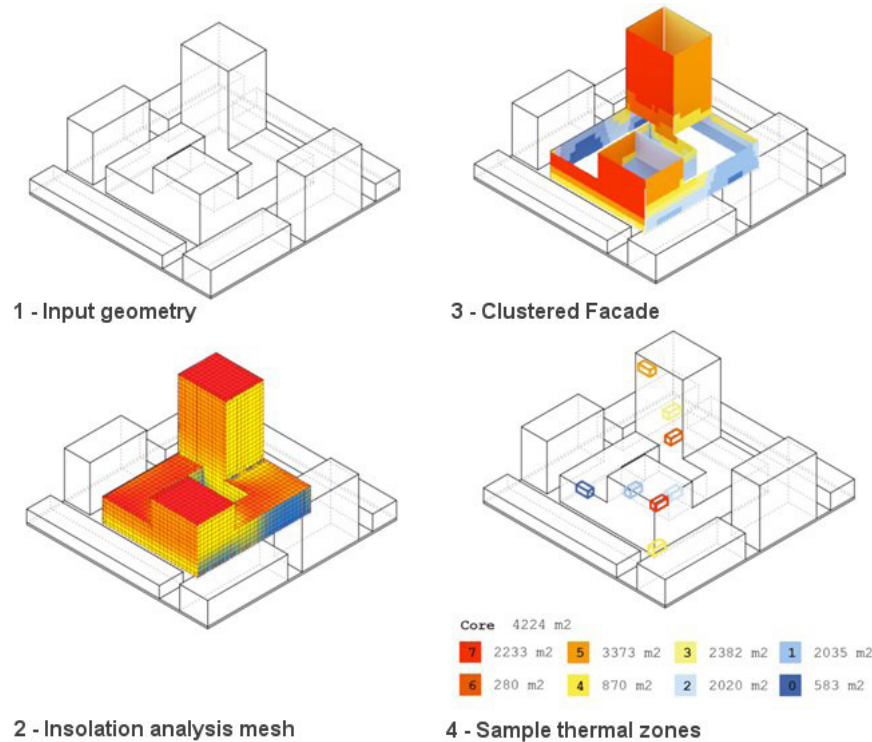 1 - Input geometry
3 - Clustered Facade
Core 4224 m2
7 2233 m2 5 3373 m2 3 2382 m2 1 2035 m2
6 280 m2 4 870 m2 2 2020 m2 0 583 m2
2 - Insolation analysis mesh
4 - Sample thermal zones